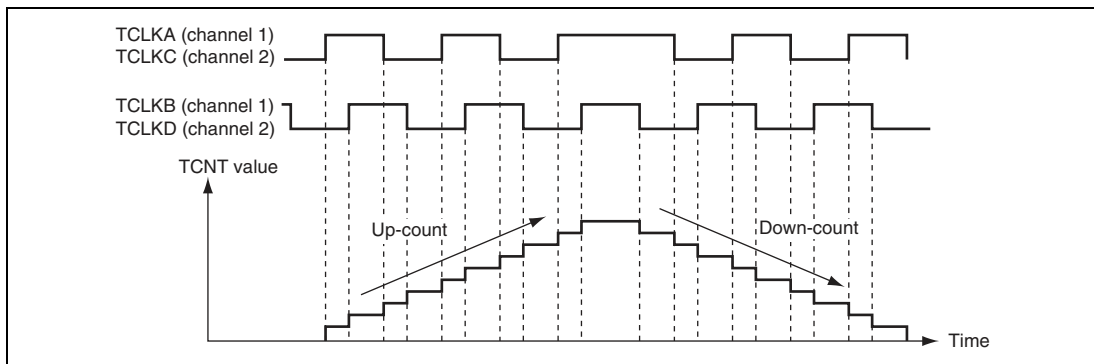 TCLKA (channel 1)
TCLKC (channel 2)
TCLKB (channel 1)
TCLKD (channel 2)
TCNT value
Up-count
Down-count
Time